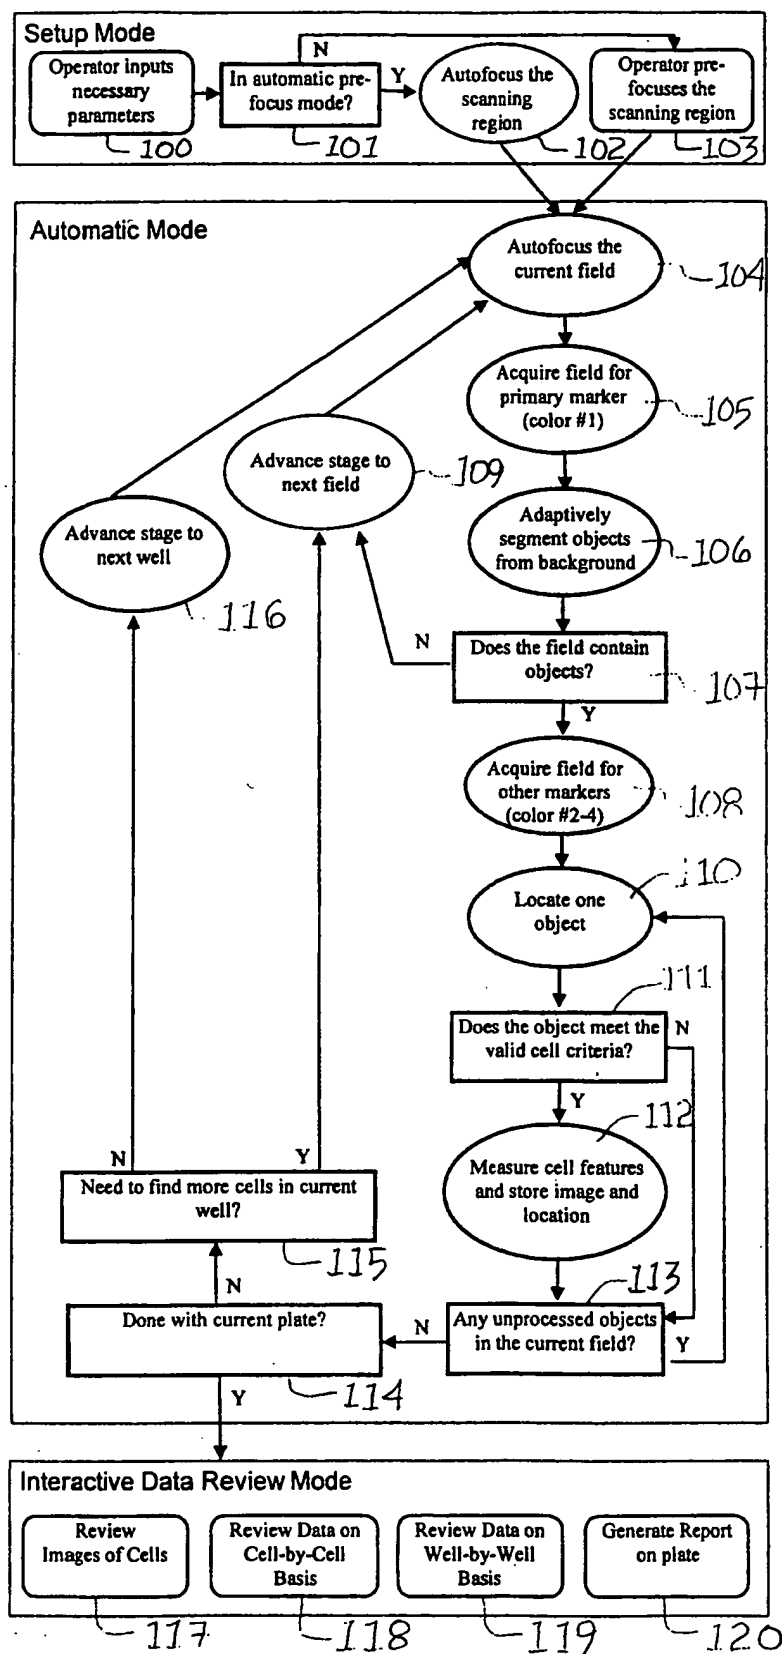 Setup Mode
N
Operator inputs
necessary
parameters
100
In automatic pre-
focus mode?
101
Y
Autofocus the
scanning
region
102
Operator pre-
focuses the
scanning region
103
Automatic Mode
Autofocus the
current field
104
Acquire field for
primary marker
(color #1)
105
Advance stage to
next field
109
Advance stage to
next well
116
Adaptively
segment objects
from background
106
N
Does the field contain
objects?
107
Y
Acquire field for
other markers
(color #2-4)
108
110
Locate one
object
111
Does the object meet the
valid cell criteria?
N
Y
112
Measure cell features
and store image and
location
N
Y
Need to find more cells in current
well?
115
N
113
Any unprocessed objects
in the current field?
Y
N
Done with current plate?
114
Y
Interactive Data Review Mode
Review
Images of Cells
117
Review Data on
Cell-by-Cell
Basis
118
Review Data on
Well-by-Well
Basis
119
Generate Report
on plate
120